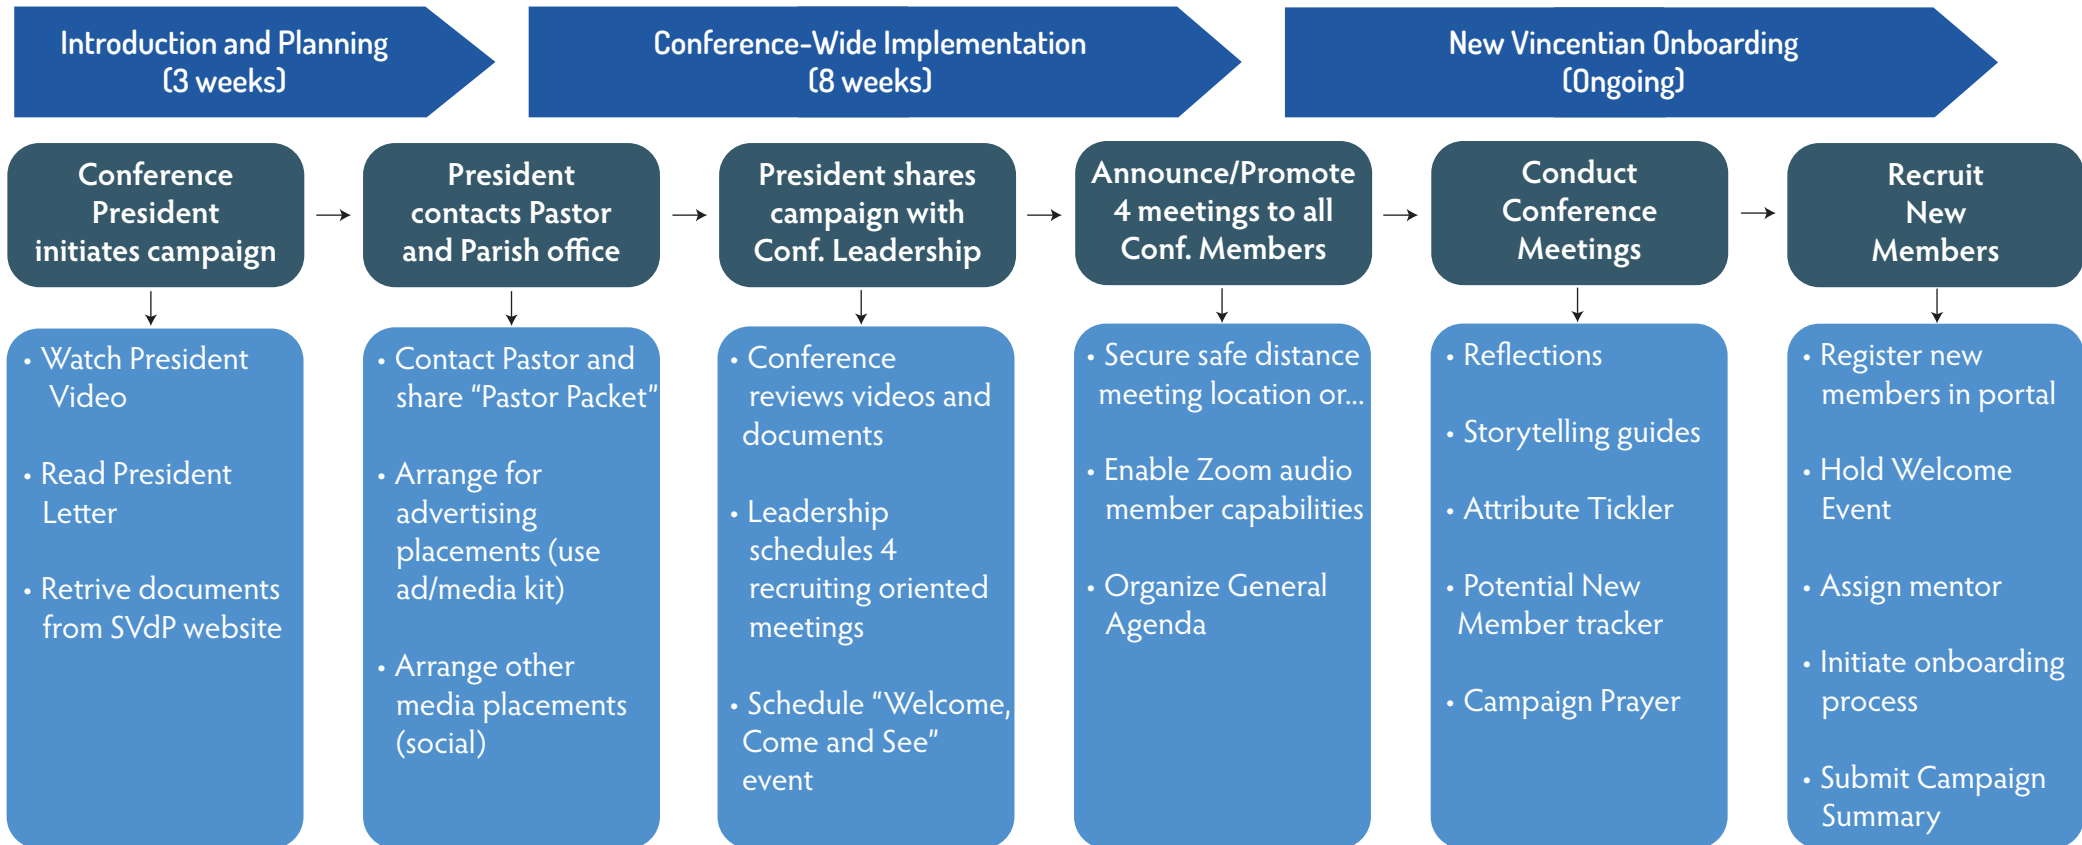 Introduction and Planning
(3 weeks)
Conference-Wide Implementation
(8 weeks)
New Vincentian Onboarding
(Ongoing)
Conference
President
initiates campaign
President
contacts Pastor
and Parish office
President shares
campaign with
Conf. Leadership
Announce/Promote
4 meetings to all
Conf. Members
Conduct
Conference
Meetings
Recruit
New
Members
• Watch President
Video
• Read President
Letter
• Retrive documents
from SVdP website
• Contact Pastor and
share “Pastor Packet”
• Arrange for
advertising
placements (use
ad/media kit)
• Arrange other
media placements
(social)
• Conference
reviews videos and
documents
• Leadership
schedules 4
recruiting oriented
meetings
• Schedule “Welcome,
Come and See”
event
• Secure safe distance
meeting location or...
• Enable Zoom audio
member capabilities
• Organize General
Agenda
• Reflections
• Storytelling guides
• Attribute Tickler
• Potential New
Member tracker
• Campaign Prayer
• Register new
members in portal
• Hold Welcome
Event
• Assign mentor
• Initiate onboarding
process
• Submit Campaign
Summary